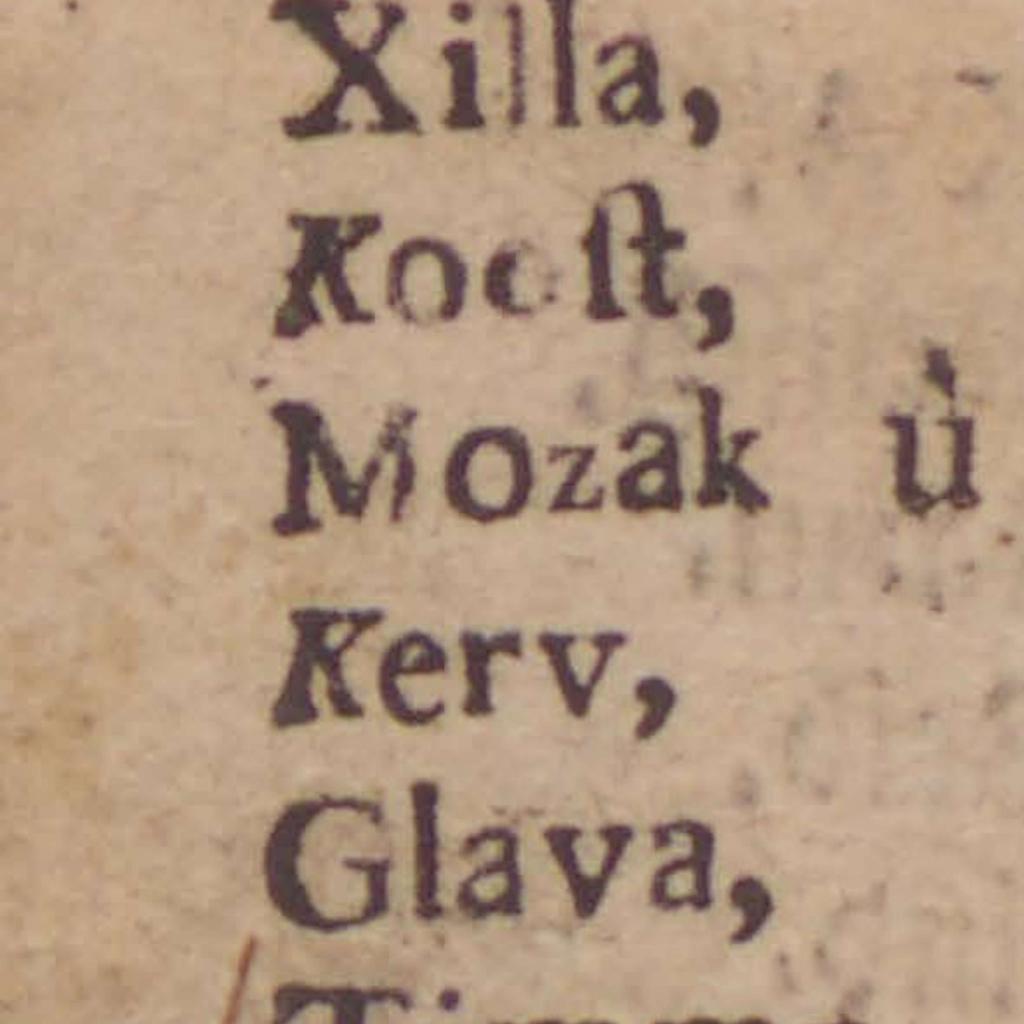 Xilla,
Kooſt,
Mozak ù
Kerv,
Glava,